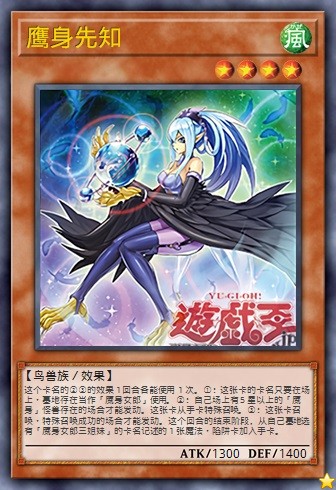 鹰身先知
風
YU-GI-OH!
遊戯王
【鸟兽族／效果】
这个卡名的②③的效果１回合各能使用１次。①：这张卡的卡名只要在场
上・墓地存在当作「鹰身女郎」使用。②：自己场上有５星以上的「鹰
身」怪兽存在的场合才能发动。这张卡从手卡特殊召唤。③：这张卡召
唤・特殊召唤成功的场合才能发动。这个回合的结束阶段，从自己墓地选
有「鹰身女郎三姐妹」的卡名记述的１张魔法・陷阱卡加入手卡。
ATK/1300 DEF/1400